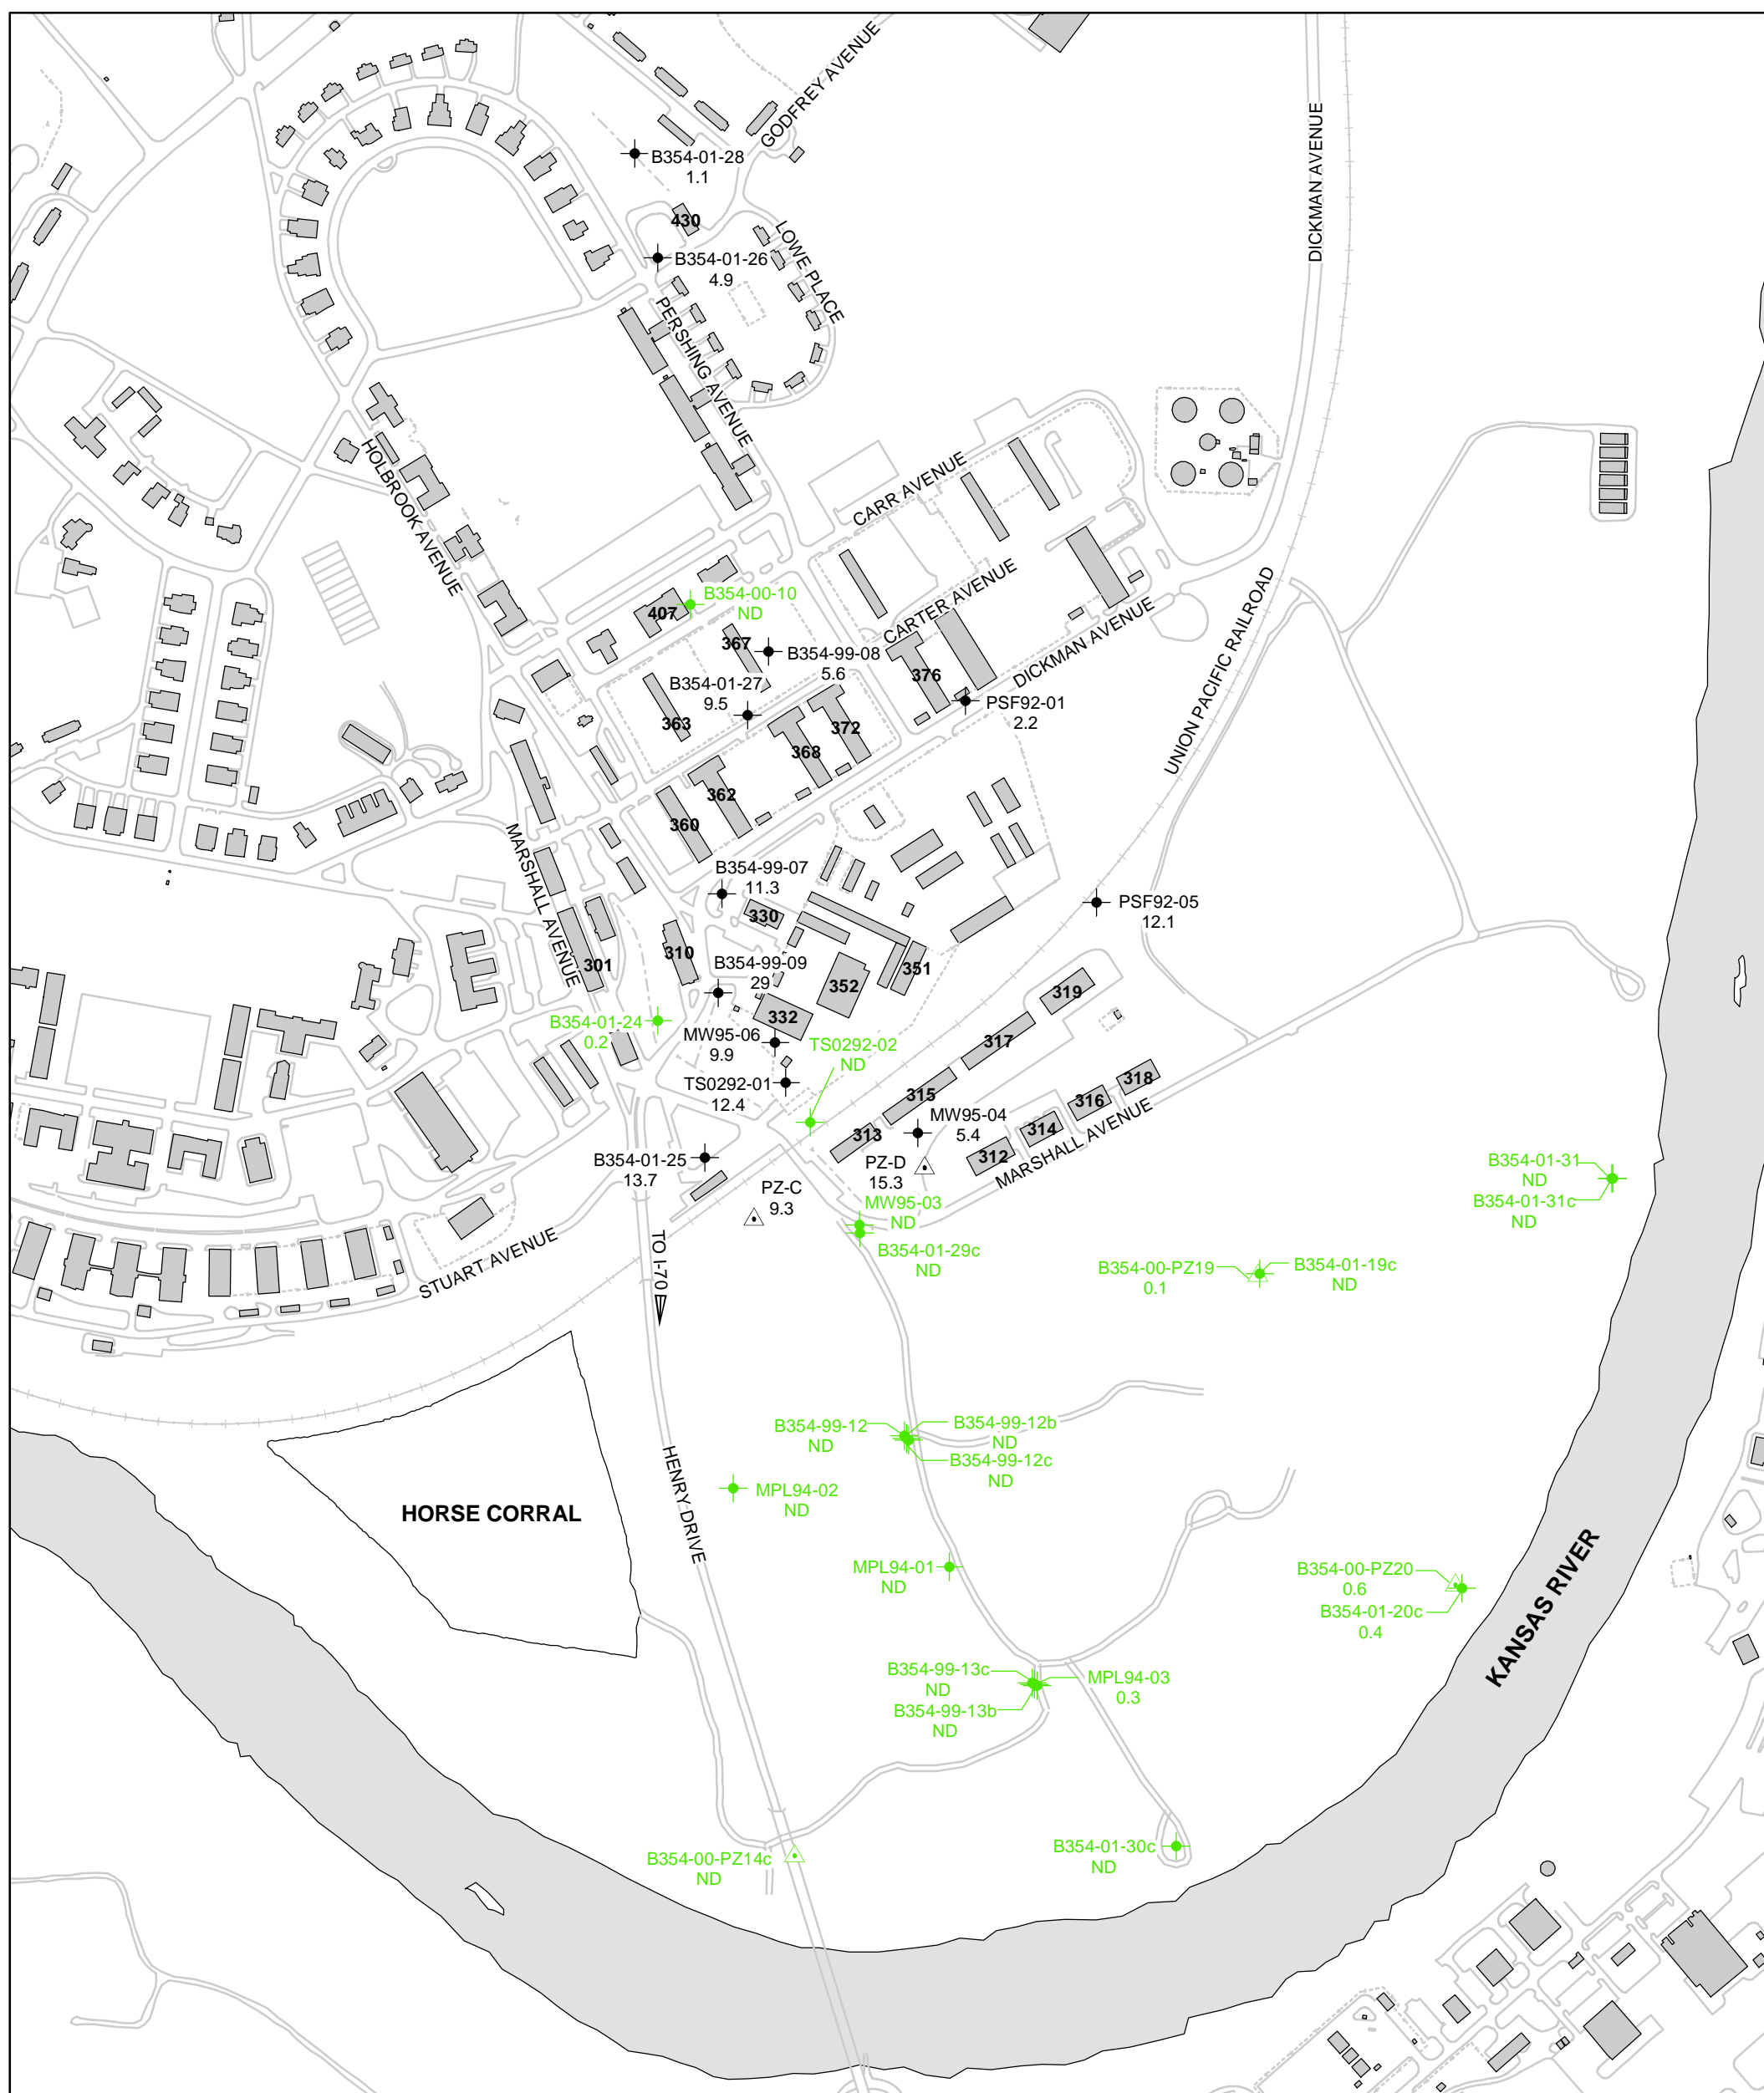 GODFREY AVENUE
DICKMAN AVENUE
B354-01-28
1.1
430
LOWE PLACE
B354-01-26
4.9
PERSHING AVENUE
HOLBROOK AVENUE
CARR AVENUE
CARTER AVENUE
DICKMAN AVENUE
UNION PACIFIC RAILROAD
B354-00-10
ND
407
367
B354-99-08
5.6
B354-01-27
9.5
363
376
PSF92-01
2.2
372
368
362
360
MARSHALL AVENUE
B354-99-07
11.3
330
PSF92-05
12.1
310
301
B354-99-09
29
352
351
319
332
317
B354-01-24
0.2
MW95-06
9.9
TS0292-02
ND
TS0292-01
12.4
315
318
316
314
MW95-04
5.4
313
312
MARSHALL AVENUE
B354-01-25
13.7
PZ-D
15.3
PZ-C
9.3
B354-01-31
ND
B354-01-31c
ND
MW95-03
ND
B354-01-29c
ND
STUART AVENUE
TO I-70
B354-00-PZ19
0.1
B354-01-19c
ND
B354-99-12
ND
B354-99-12b
ND
B354-99-12c
ND
MPL94-02
ND
HORSE CORRAL
HENRY DRIVE
MPL94-01
ND
B354-00-PZ20
0.6
B354-01-20c
0.4
KANSAS RIVER
B354-99-13c
ND
B354-99-13b
ND
MPL94-03
0.3
B354-00-PZ14c
ND
B354-01-30c
ND